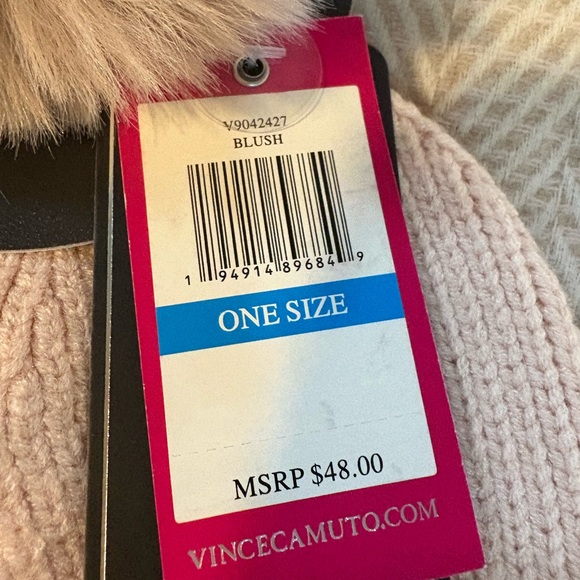 V9042427
BLUSH
1 94914 89684 9
ONE SIZE
MSRP $48.00
VINCECAMUTO.COM